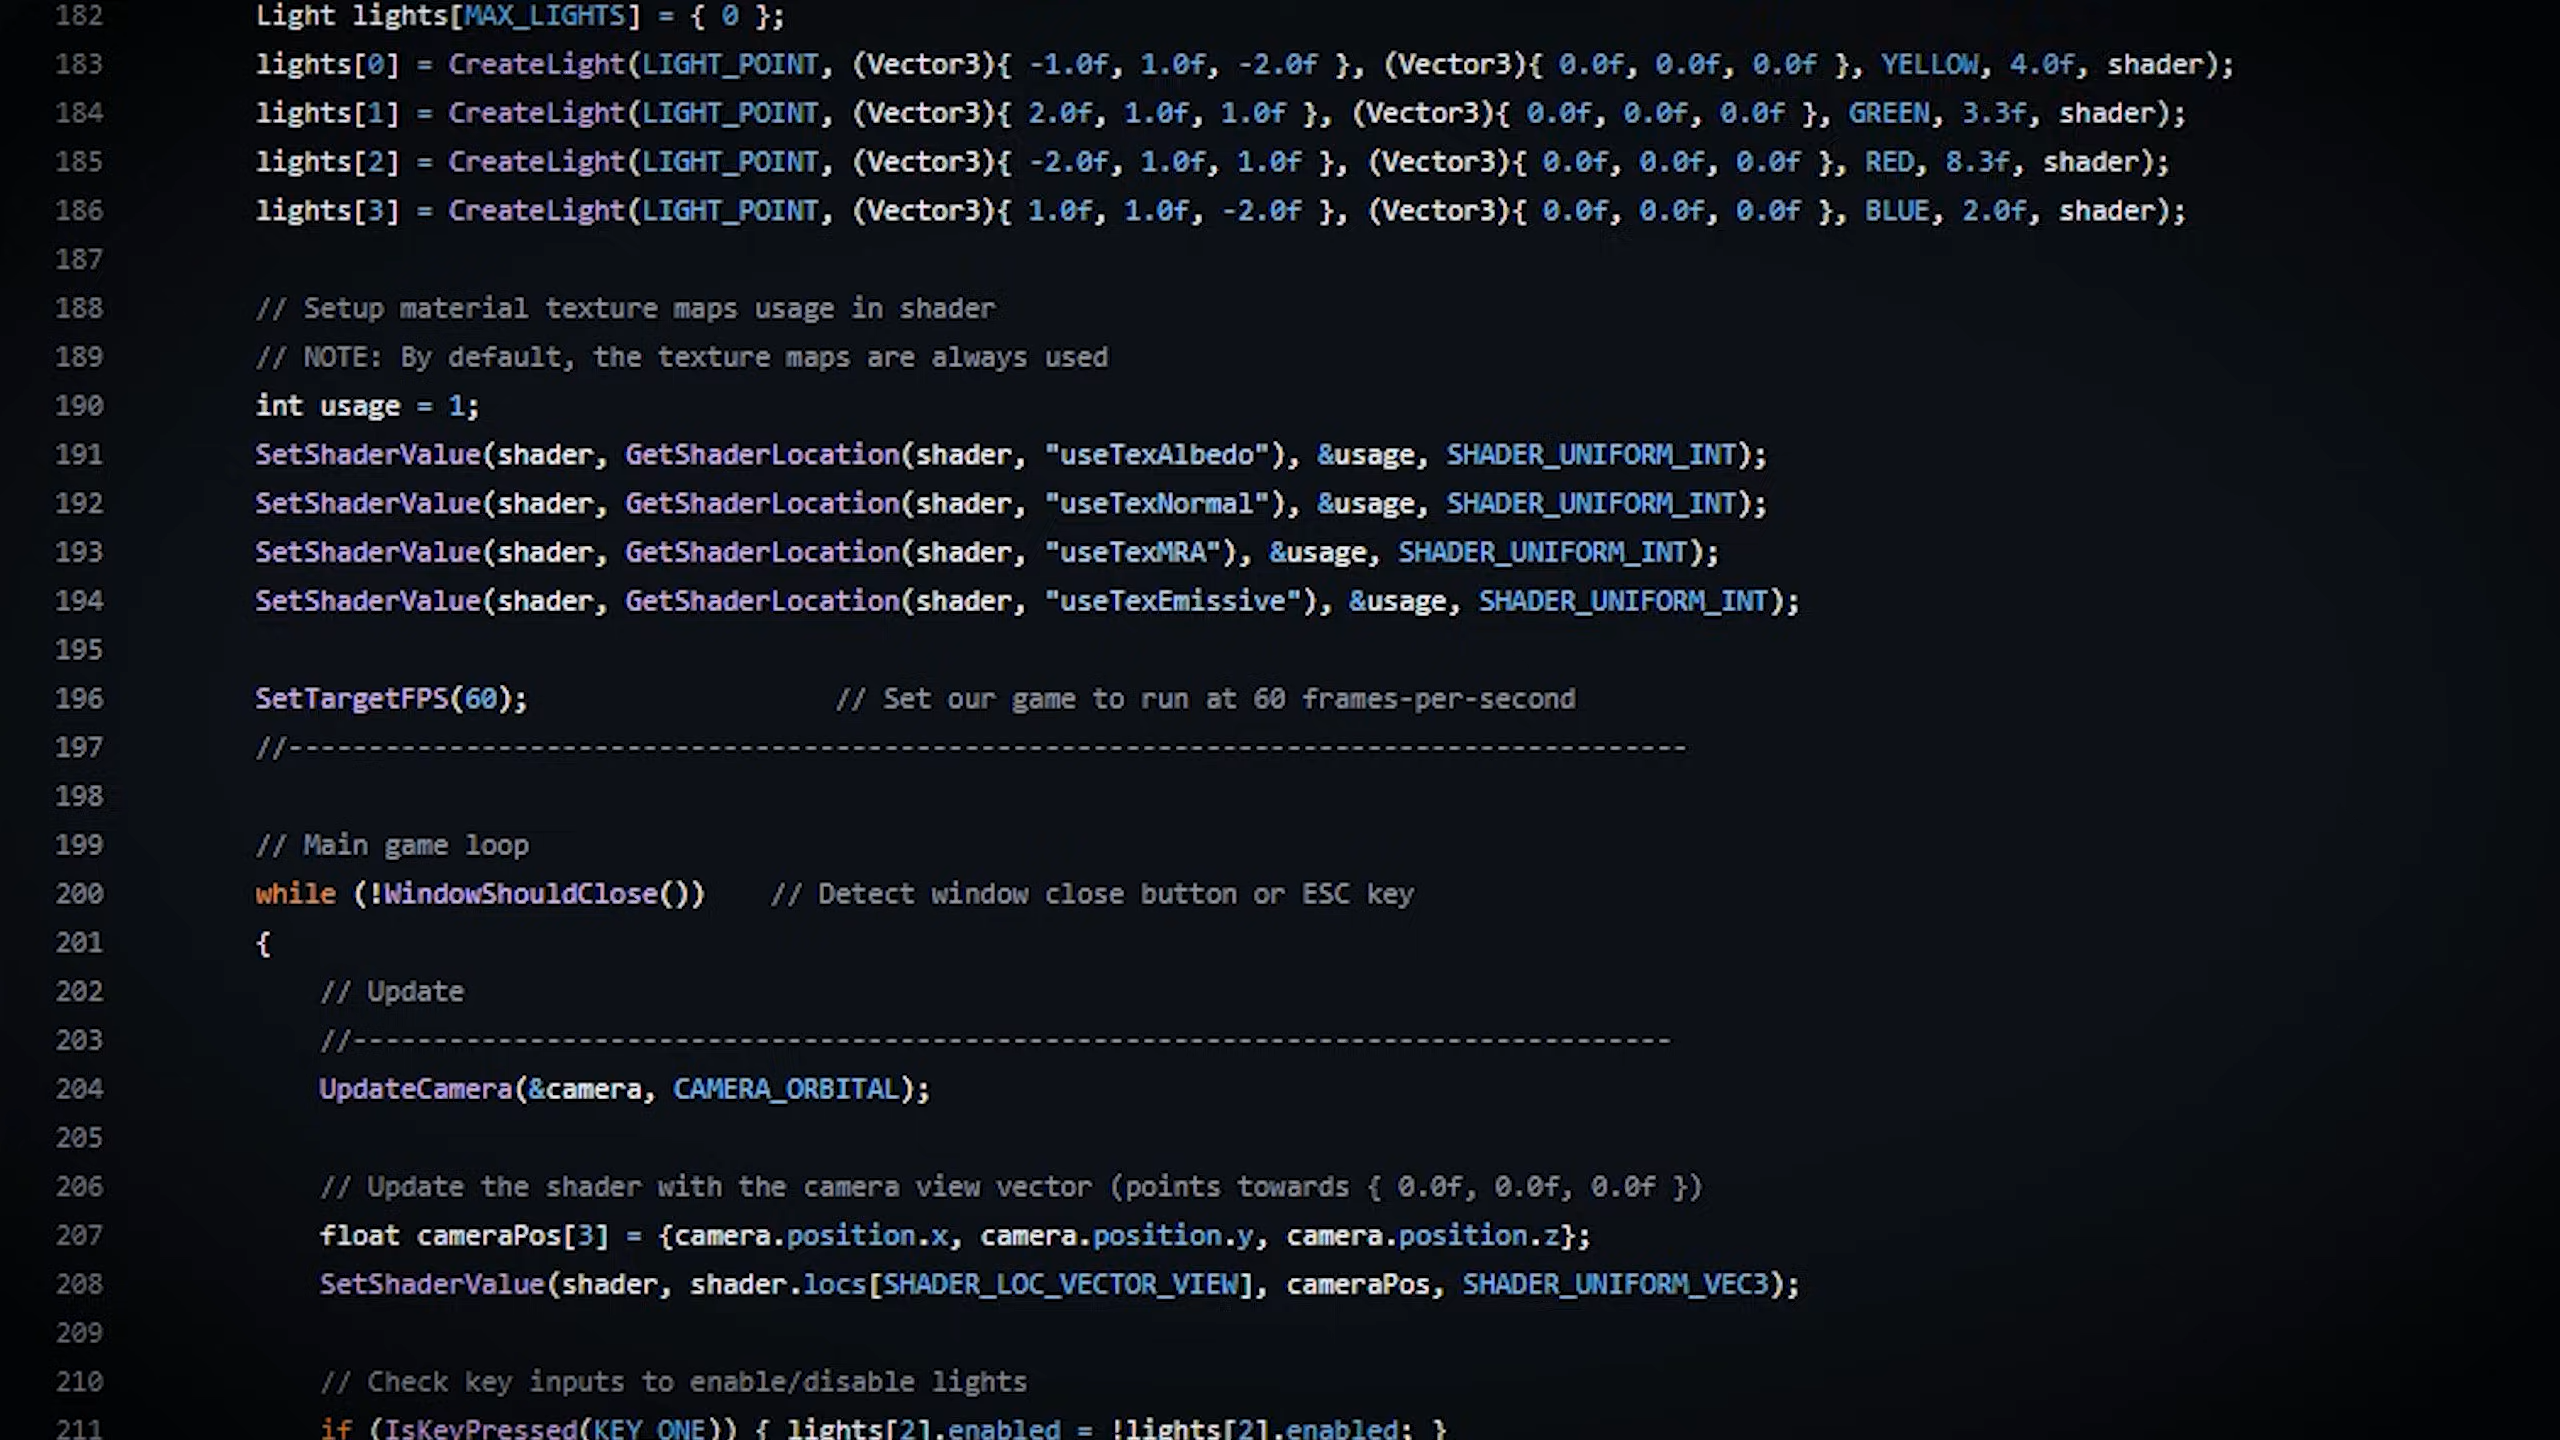 182 Light lights[MAX_LIGHTS] = { 0 };
183 lights[0] = CreateLight(LIGHT_POINT, (Vector3){ -1.0f, 1.0f, -2.0f }, (Vector3){ 0.0f, 0.0f, 0.0f }, YELLOW, 4.0f, shader);
184 lights[1] = CreateLight(LIGHT_POINT, (Vector3){ 2.0f, 1.0f, 1.0f }, (Vector3){ 0.0f, 0.0f, 0.0f }, GREEN, 3.3f, shader);
185 lights[2] = CreateLight(LIGHT_POINT, (Vector3){ -2.0f, 1.0f, 1.0f }, (Vector3){ 0.0f, 0.0f, 0.0f }, RED, 8.3f, shader);
186 lights[3] = CreateLight(LIGHT_POINT, (Vector3){ 1.0f, 1.0f, -2.0f }, (Vector3){ 0.0f, 0.0f, 0.0f }, BLUE, 2.0f, shader);
187
188 // Setup material texture maps usage in shader
189 // NOTE: By default, the texture maps are always used
190 int usage = 1;
191 SetShaderValue(shader, GetShaderLocation(shader, "useTexAlbedo"), &usage, SHADER_UNIFORM_INT);
192 SetShaderValue(shader, GetShaderLocation(shader, "useTexNormal"), &usage, SHADER_UNIFORM_INT);
193 SetShaderValue(shader, GetShaderLocation(shader, "useTexMRA"), &usage, SHADER_UNIFORM_INT);
194 SetShaderValue(shader, GetShaderLocation(shader, "useTexEmissive"), &usage, SHADER_UNIFORM_INT);
195
196 SetTargetFPS(60); // Set our game to run at 60 frames-per-second
197 //---------------------------------------------------------------------------------------
198
199 // Main game loop
200 while (!WindowShouldClose()) // Detect window close button or ESC key
201 {
202 // Update
203 //----------------------------------------------------------------------------------
204 UpdateCamera(&camera, CAMERA_ORBITAL);
205
206 // Update the shader with the camera view vector (points towards { 0.0f, 0.0f, 0.0f })
207 float cameraPos[3] = {camera.position.x, camera.position.y, camera.position.z};
208 SetShaderValue(shader, shader.locs[SHADER_LOC_VECTOR_VIEW], cameraPos, SHADER_UNIFORM_VEC3);
209
210 // Check key inputs to enable/disable lights
211 if (IsKeyPressed(KEY_ONE)) { lights[2].enabled = !lights[2].enabled; }